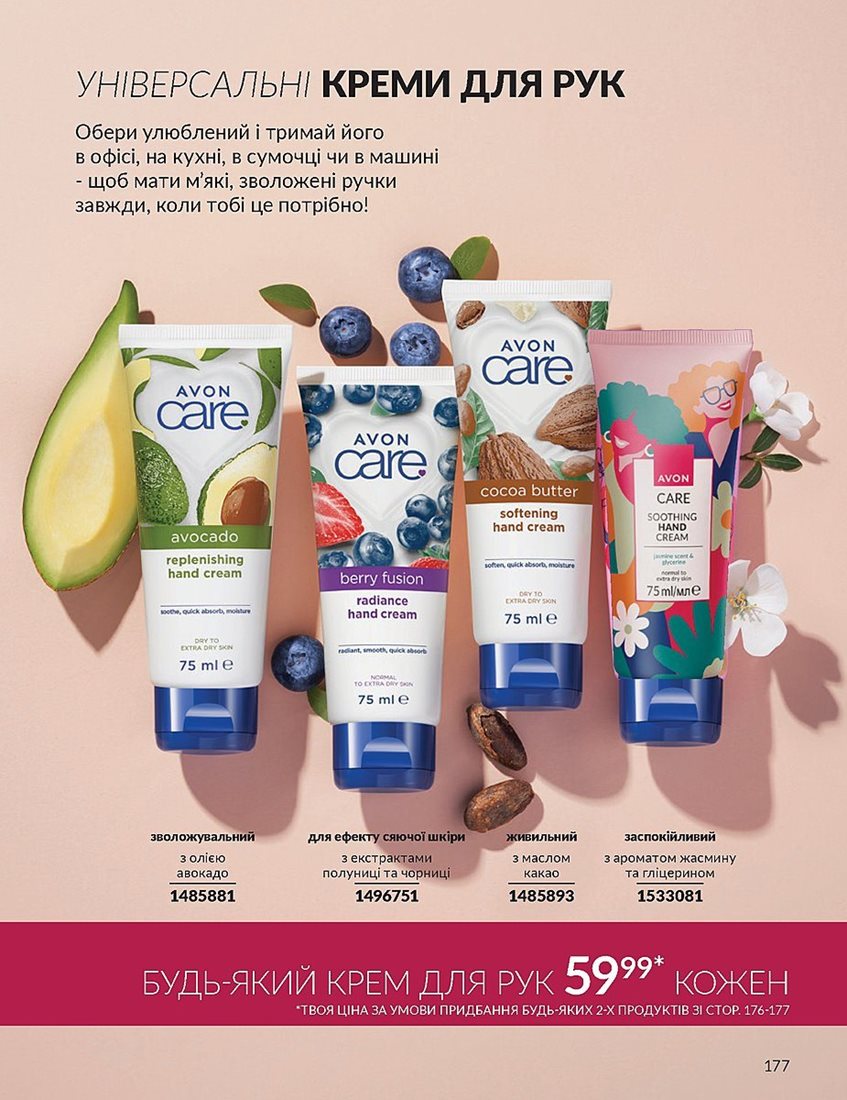 УНІВЕРСАЛЬНІ КРЕМИ ДЛЯ РУК
Обери улюблений і тримай його
в офісі, на кухні, в сумочці чи в машині
- щоб мати м’які, зволожені ручки
завжди, коли тобі це потрібно!
AVON
care
avocado
replenishing
hand cream
soothe, quick absorb, moisture
DRY TO
EXTRA DRY SKIN
75 ml e
AVON
care
berry fusion
radiance
hand cream
radiant, smooth, quick absorb
NORMAL
TO EXTRA DRY SKIN
75 ml e
AVON
care
cocoa butter
softening
hand cream
soften, quick absorb, moisture
DRY TO
EXTRA DRY SKIN
75 ml e
AVON
CARE
SOOTHING
HAND
CREAM
jasmine scent &
glycerine
normal to
extra dry skin
75 ml/мл e
зволожувальний
з олією
авокадо
1485881
для ефекту сяючої шкіри
з екстрактами
полуниці та чорниці
1496751
живильний
з маслом
какао
1485893
заспокійливий
з ароматом жасмину
та гліцерином
1533081
БУДЬ-ЯКИЙ КРЕМ ДЛЯ РУК 59⁹⁹* КОЖЕН
*ТВОЯ ЦІНА ЗА УМОВИ ПРИДБАННЯ БУДЬ-ЯКИХ 2-Х ПРОДУКТІВ ЗІ СТОР. 176-177
177